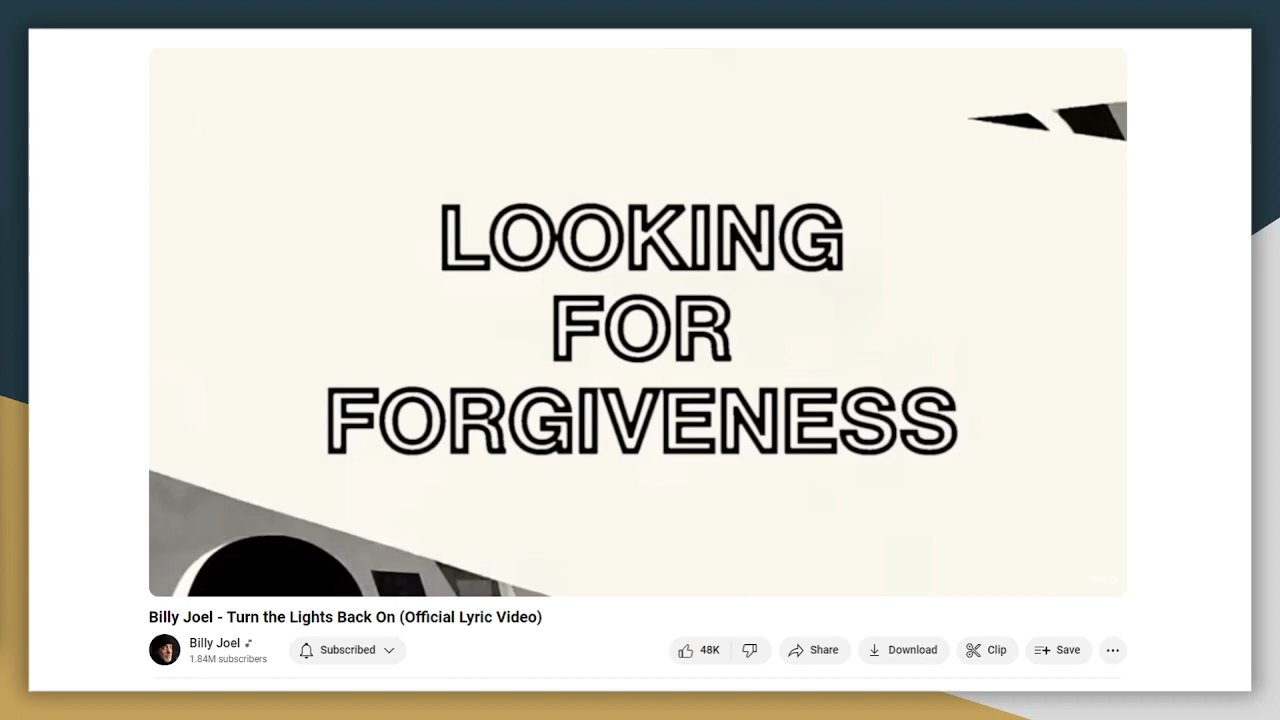 LOOKING
FOR
FORGIVENESS
Billy Joel - Turn the Lights Back On (Official Lyric Video)
Billy Joel
1.84M subscribers
Subscribed
48K
Share
Download
Clip
Save